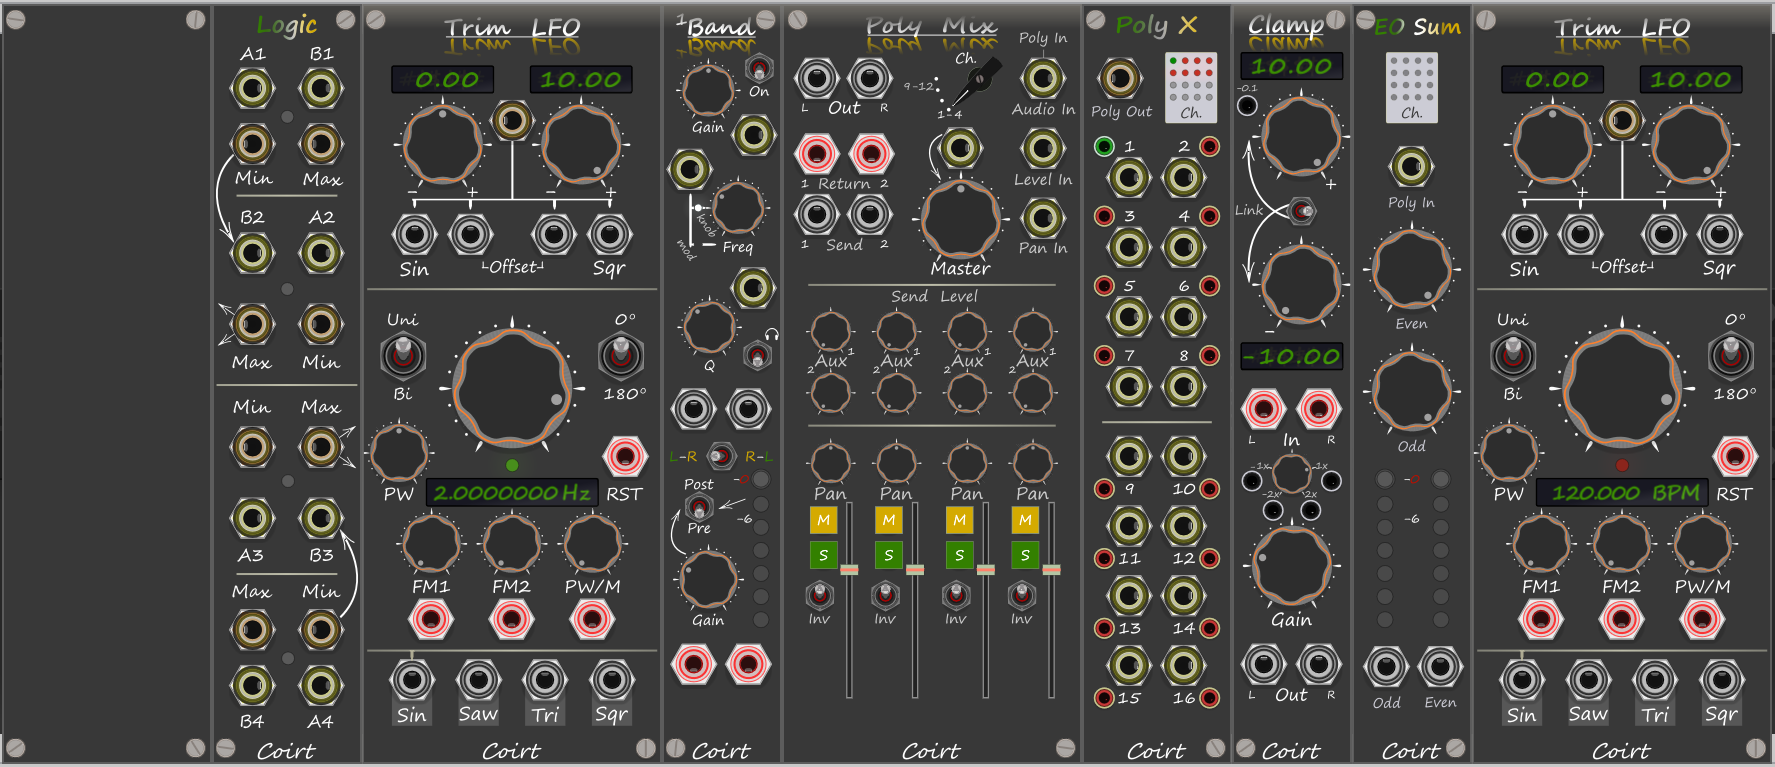 Logic
A1 B1
Min Max
B2 A2
Max Min
Min Max
A3 B3
Max Min
B4 A4
Coirt
Trim LFO
0.00 10.00
- + - +
Sin Offset Sqr
Uni 0°
Bi 180°
PW 2.0000000 Hz RST
FM1 FM2 PW/M
Sin Saw Tri Sqr
Coirt
1Band
On
Gain
knob
mod
Freq
Q
L-R R-L
-0
Post
-6
Pre
Gain
Coirt
Poly Mix
Ch.
9-12
1-4
L Out R
1 Return 2
1 Send 2
Master
Poly In
Audio In
Level In
Pan In
Send Level
1 1 1 1
Aux Aux Aux Aux
2 2 2 2
Pan Pan Pan Pan
M M M M
S S S S
Inv Inv Inv Inv
Coirt
Poly X
Poly Out Ch.
1 2
3 4
5 6
7 8
9 10
11 12
13 14
15 16
Coirt
Clamp
10.00
-0.1
+
Link
-
-10.00
L R
In
-1x 1x
-2x 2x
Gain
L Out R
Coirt
EO Sum
Ch.
Poly In
Even
Odd
-0
-6
Odd Even
Coirt
Trim LFO
0.00 10.00
- + - +
Sin Offset Sqr
Uni 0°
Bi 180°
PW 120.000 BPM RST
FM1 FM2 PW/M
Sin Saw Tri Sqr
Coirt